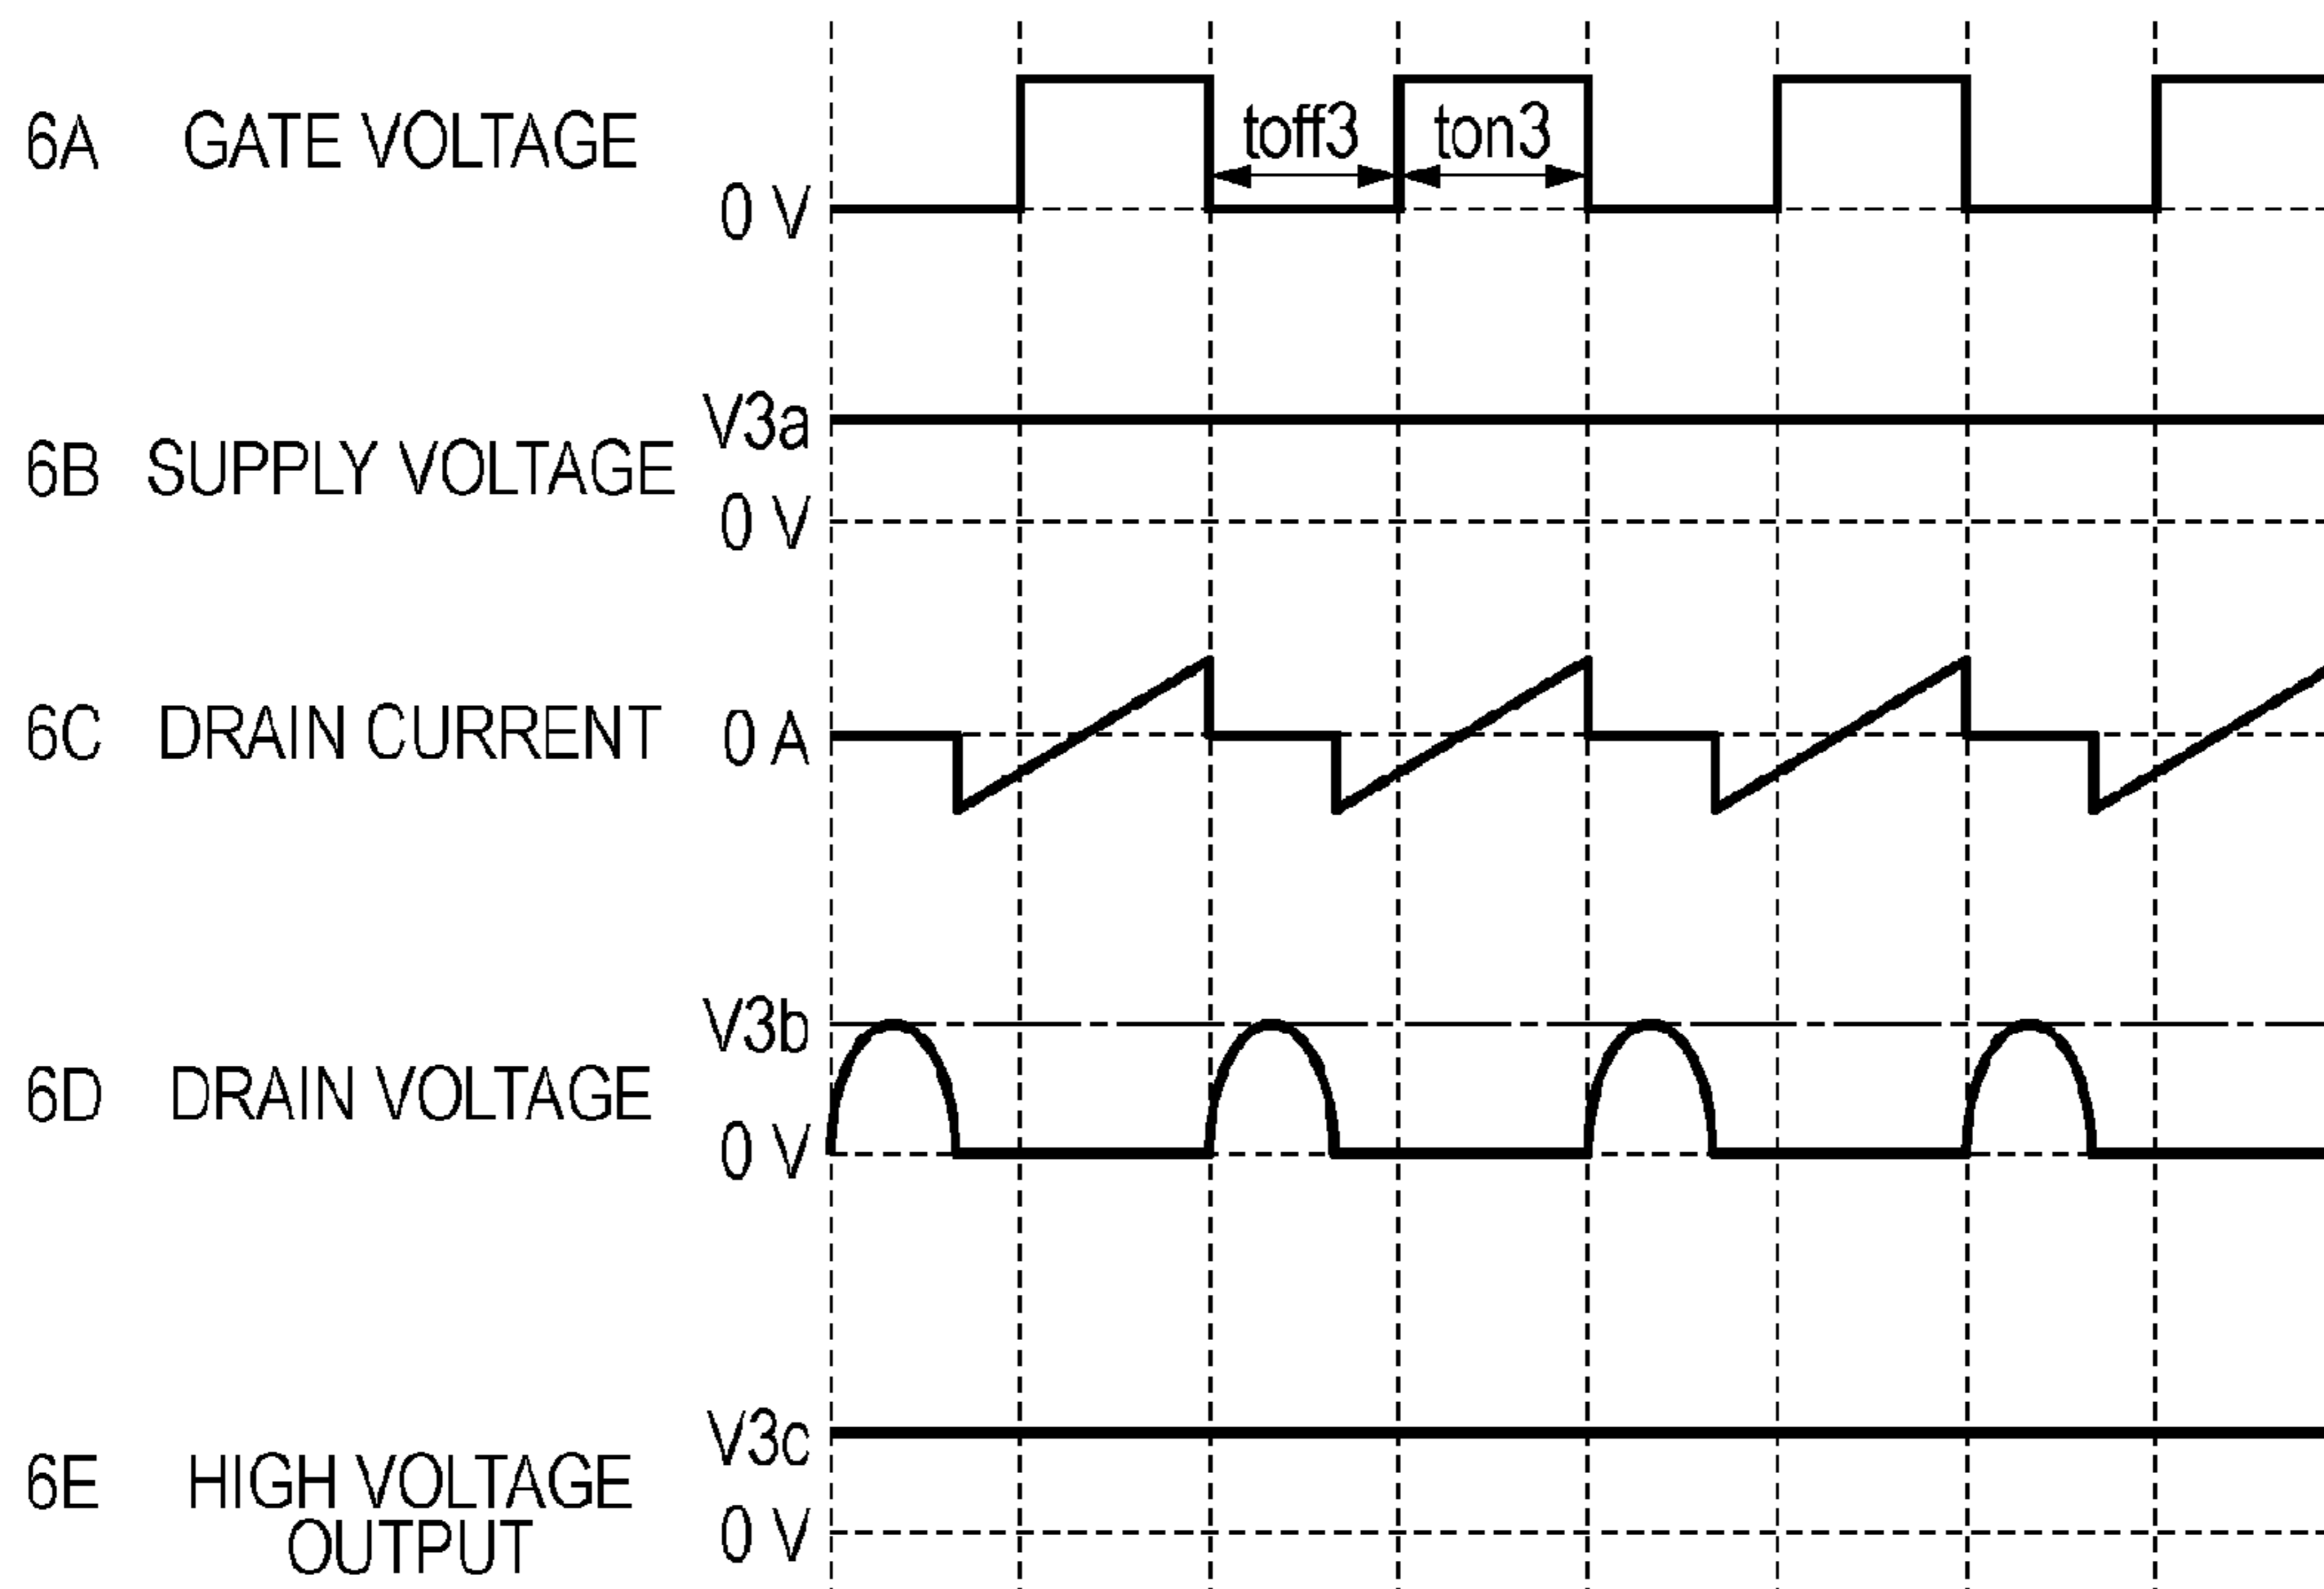 6A GATE VOLTAGE
0 V
toff3
ton3
V3a
6B SUPPLY VOLTAGE
0 V
6C DRAIN CURRENT
0 A
V3b
6D DRAIN VOLTAGE
0 V
V3c
6E HIGH VOLTAGE
OUTPUT
0 V